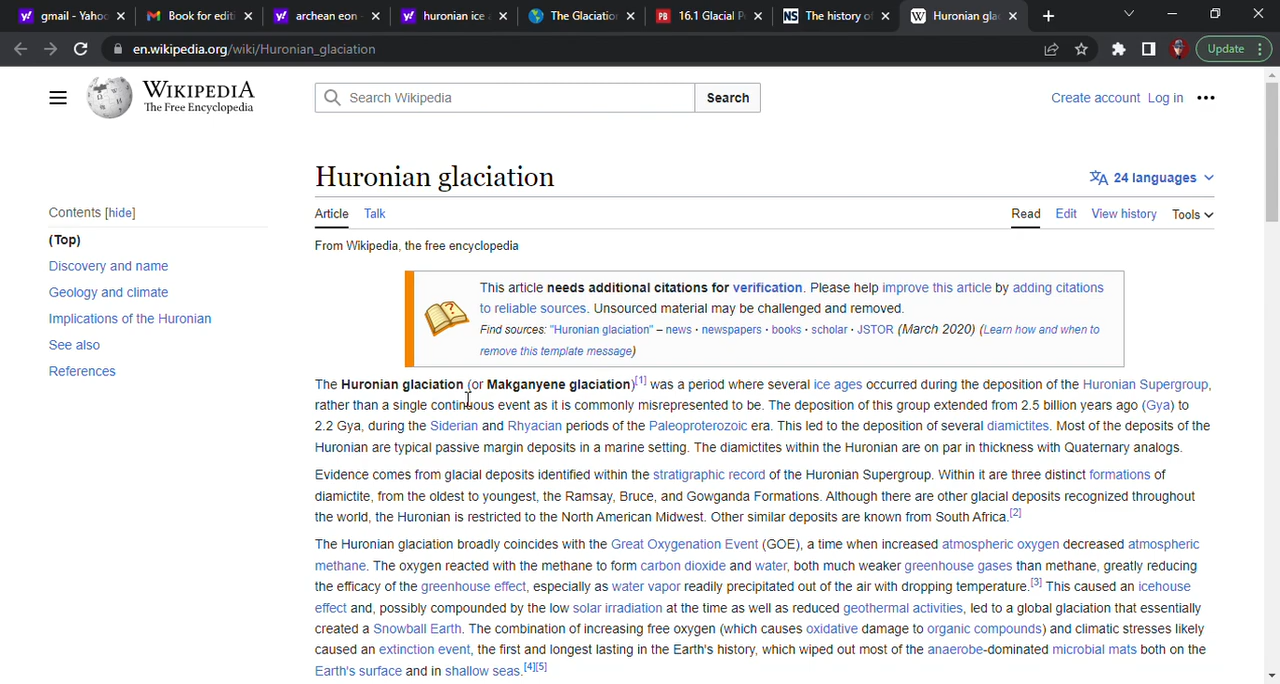 gmail - Yahoo
Book for editi
archean eon -
huronian ice a
The Glaciation
16.1 Glacial P
The history of
Huronian glac
en.wikipedia.org/wiki/Huronian_glaciation
Update
WIKIPEDIA
The Free Encyclopedia
Search Wikipedia
Search
Create account Log in
Huronian glaciation
24 languages
Contents [hide]
Article Talk
Read Edit View history Tools
(Top)
From Wikipedia, the free encyclopedia
Discovery and name
Geology and climate
Implications of the Huronian
See also
References
This article needs additional citations for verification. Please help improve this article by adding citations
to reliable sources. Unsourced material may be challenged and removed.
Find sources: "Huronian glaciation" – news · newspapers · books · scholar · JSTOR (March 2020) (Learn how and when to
remove this template message)
The Huronian glaciation (or Makganyene glaciation)[1] was a period where several ice ages occurred during the deposition of the Huronian Supergroup,
rather than a single continuous event as it is commonly misrepresented to be. The deposition of this group extended from 2.5 billion years ago (Gya) to
2.2 Gya, during the Siderian and Rhyacian periods of the Paleoproterozoic era. This led to the deposition of several diamictites. Most of the deposits of the
Huronian are typical passive margin deposits in a marine setting. The diamictites within the Huronian are on par in thickness with Quaternary analogs.
Evidence comes from glacial deposits identified within the stratigraphic record of the Huronian Supergroup. Within it are three distinct formations of
diamictite, from the oldest to youngest, the Ramsay, Bruce, and Gowganda Formations. Although there are other glacial deposits recognized throughout
the world, the Huronian is restricted to the North American Midwest. Other similar deposits are known from South Africa.[2]
The Huronian glaciation broadly coincides with the Great Oxygenation Event (GOE), a time when increased atmospheric oxygen decreased atmospheric
methane. The oxygen reacted with the methane to form carbon dioxide and water, both much weaker greenhouse gases than methane, greatly reducing
the efficacy of the greenhouse effect, especially as water vapor readily precipitated out of the air with dropping temperature.[3] This caused an icehouse
effect and, possibly compounded by the low solar irradiation at the time as well as reduced geothermal activities, led to a global glaciation that essentially
created a Snowball Earth. The combination of increasing free oxygen (which causes oxidative damage to organic compounds) and climatic stresses likely
caused an extinction event, the first and longest lasting in the Earth's history, which wiped out most of the anaerobe-dominated microbial mats both on the
Earth's surface and in shallow seas.[4][5]